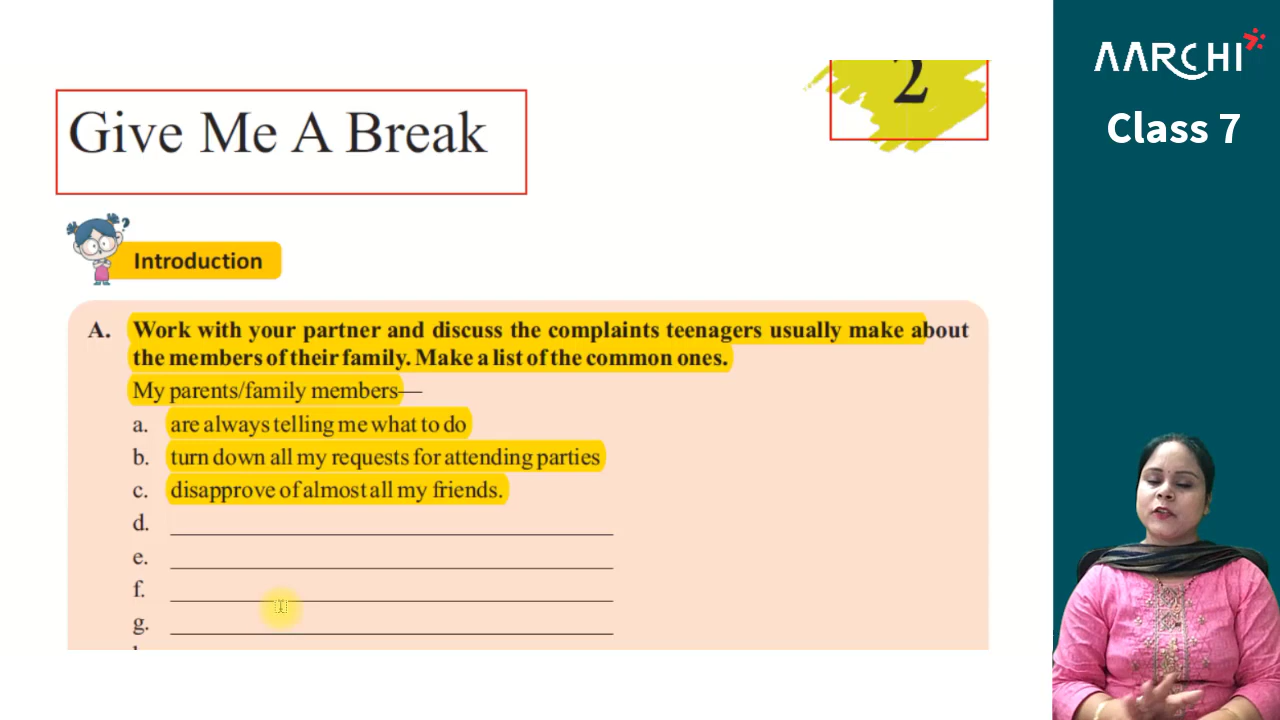 2
Give Me A Break
Introduction
A. Work with your partner and discuss the complaints teenagers usually make about
the members of their family. Make a list of the common ones.
My parents/family members—
a. are always telling me what to do
b. turn down all my requests for attending parties
c. disapprove of almost all my friends.
d.
e.
f.
g.
AARCHI
Class 7